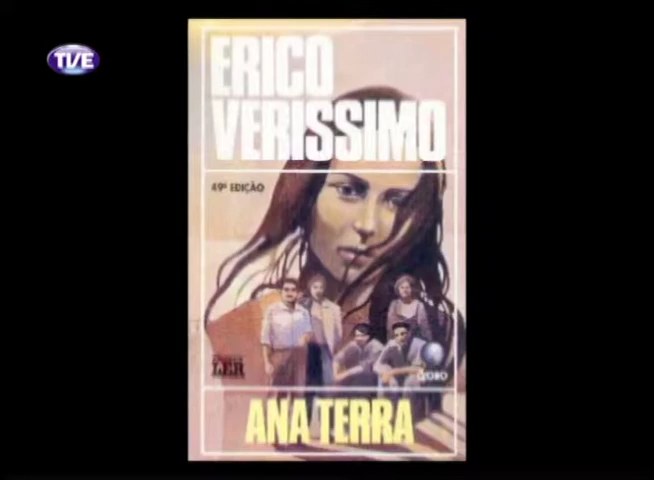 TVE
ERICO
VERISSIMO
49ª EDIÇÃO
LER
GLOBO
ANA TERRA